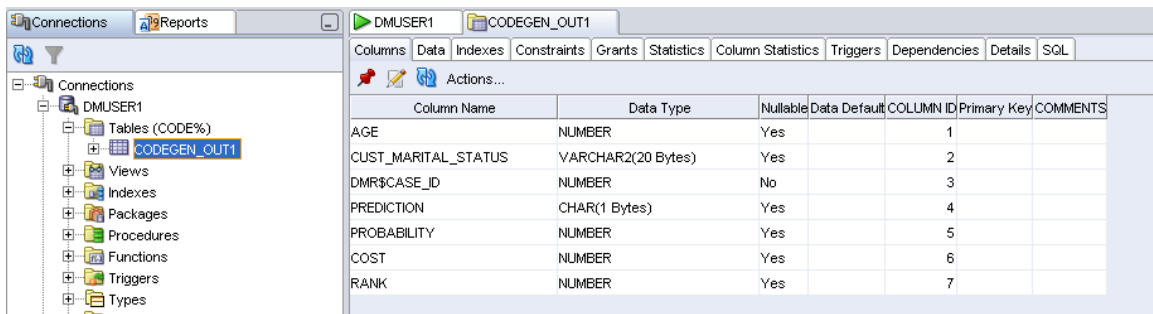 Connections Reports
Connections
DMUSER1
Tables (CODE%)
CODEGEN_OUT1
Views
Indexes
Packages
Procedures
Functions
Triggers
Types
DMUSER1 CODEGEN_OUT1
Columns Data Indexes Constraints Grants Statistics Column Statistics Triggers Dependencies Details SQL
Actions...
Column Name Data Type Nullable Data Default COLUMN ID Primary Key COMMENTS
AGE NUMBER Yes 1
CUST_MARITAL_STATUS VARCHAR2(20 Bytes) Yes 2
DMR$CASE_ID NUMBER No 3
PREDICTION CHAR(1 Bytes) Yes 4
PROBABILITY NUMBER Yes 5
COST NUMBER Yes 6
RANK NUMBER Yes 7